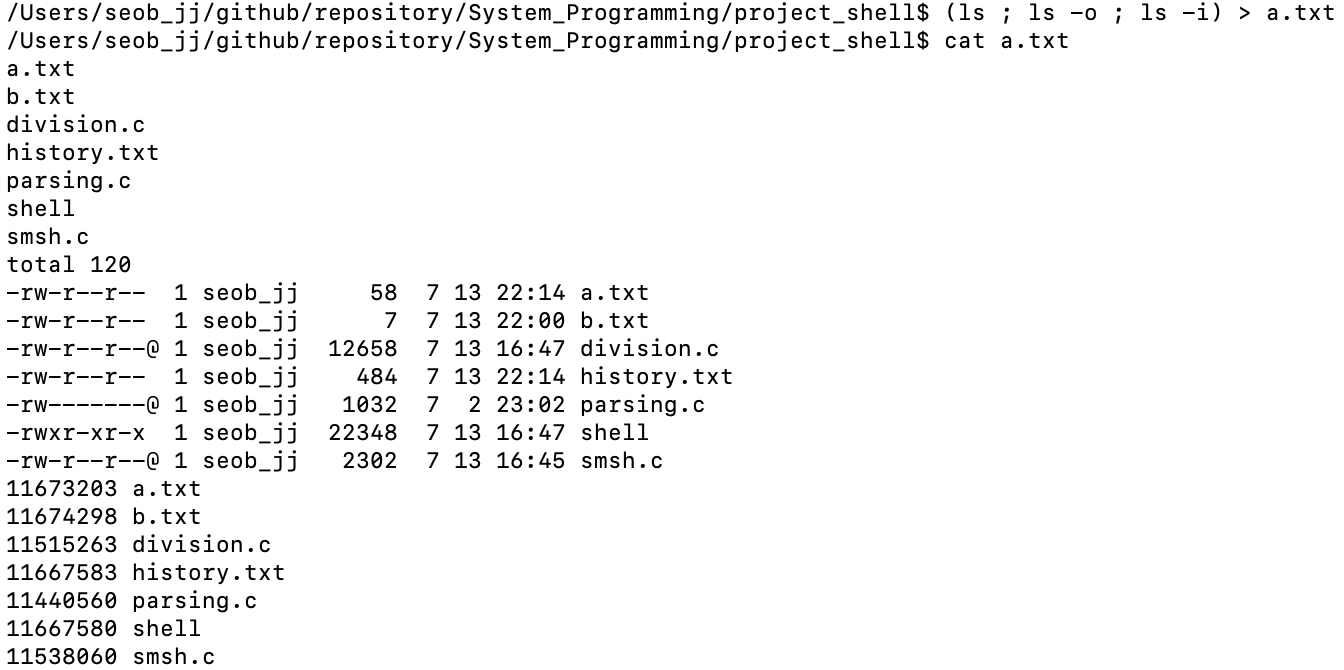 /Users/seob_jj/github/repository/System_Programming/project_shell$ (ls ; ls -o ; ls -i) > a.txt
/Users/seob_jj/github/repository/System_Programming/project_shell$ cat a.txt
a.txt
b.txt
division.c
history.txt
parsing.c
shell
smsh.c
total 120
-rw-r--r--  1 seob_jj     58  7 13 22:14 a.txt
-rw-r--r--  1 seob_jj      7  7 13 22:00 b.txt
-rw-r--r--@ 1 seob_jj  12658  7 13 16:47 division.c
-rw-r--r--  1 seob_jj    484  7 13 22:14 history.txt
-rw-------@ 1 seob_jj   1032  7  2 23:02 parsing.c
-rwxr-xr-x  1 seob_jj  22348  7 13 16:47 shell
-rw-r--r--@ 1 seob_jj   2302  7 13 16:45 smsh.c
11673203 a.txt
11674298 b.txt
11515263 division.c
11667583 history.txt
11440560 parsing.c
11667580 shell
11538060 smsh.c